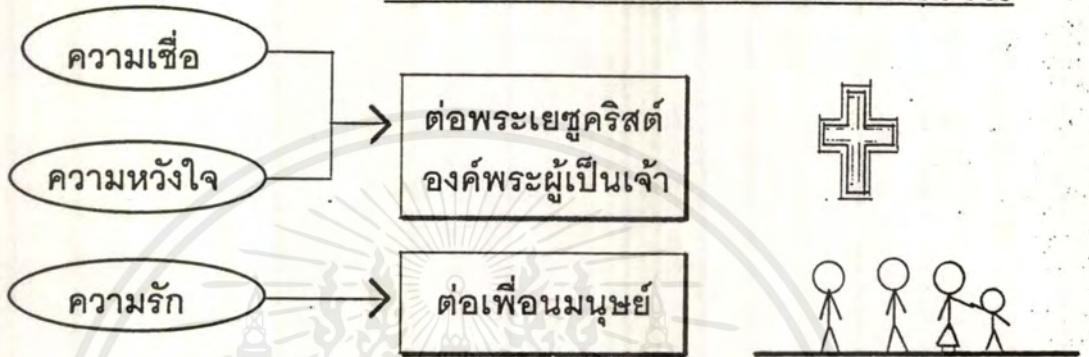 ความเชื่อ
ต่อพระเยซูคริสต์
องค์พระผู้เป็นเจ้า
ความหวังใจ
ความรัก
ต่อเพื่อนมนุษย์